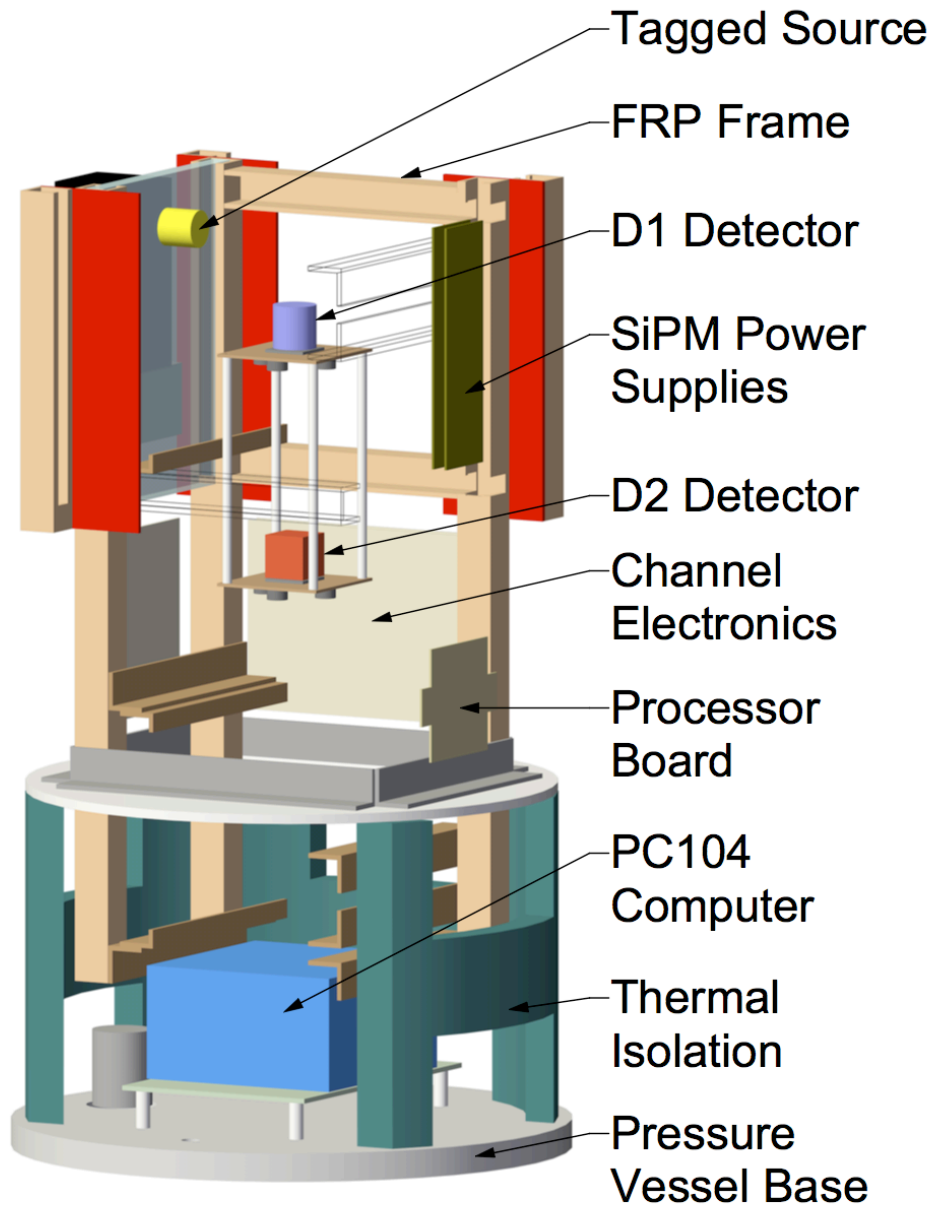 Tagged Source
FRP Frame
D1 Detector
SiPM Power
Supplies
D2 Detector
Channel
Electronics
Processor
Board
PC104
Computer
Thermal
Isolation
Pressure
Vessel Base